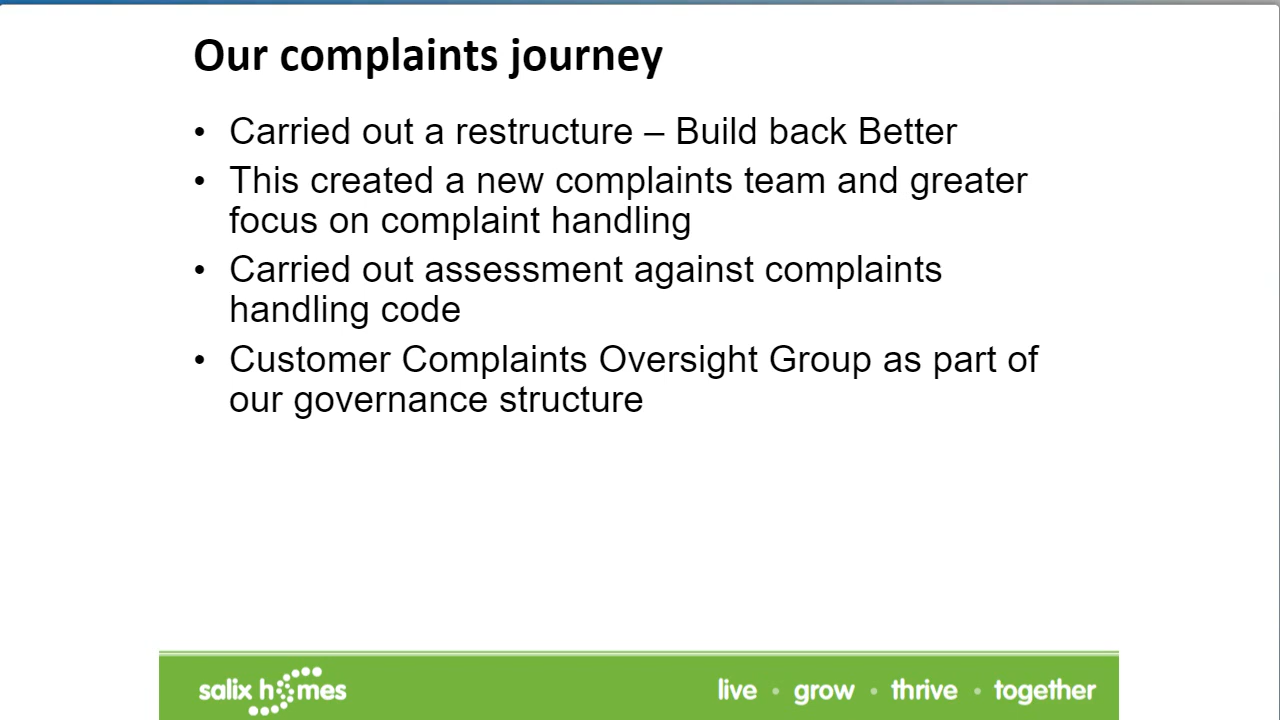 Our complaints journey
• Carried out a restructure – Build back Better
• This created a new complaints team and greater
focus on complaint handling
• Carried out assessment against complaints
handling code
• Customer Complaints Oversight Group as part of
our governance structure
salix homes
live • grow • thrive • together